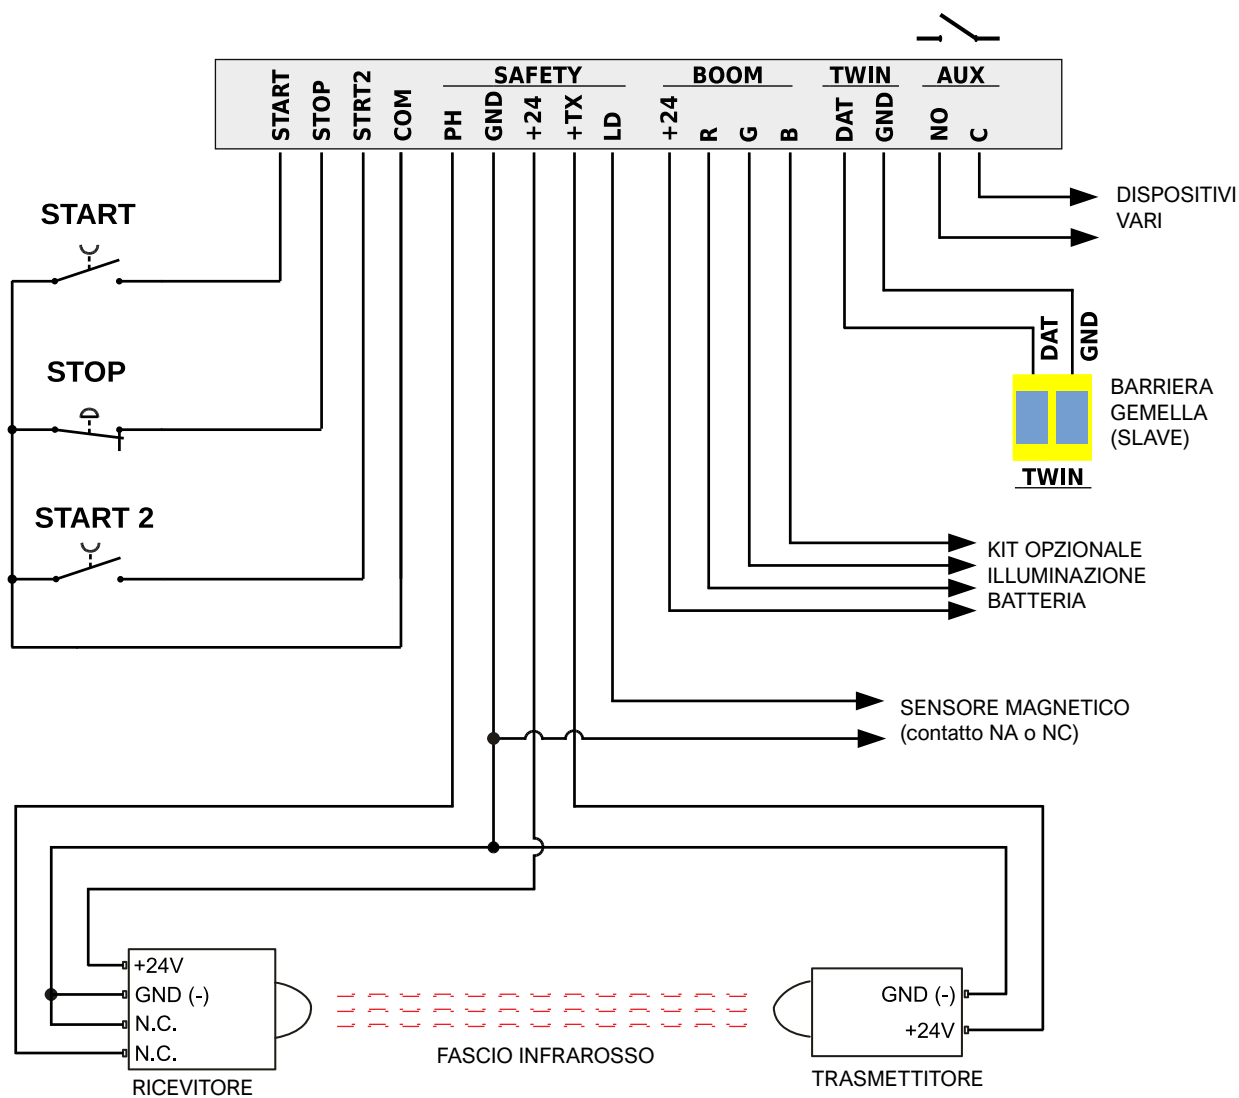 SAFETY
BOOM
TWIN
AUX
START
STOP
STRT2
COM
PH
GND
+24
+TX
LD
+24
R
G
B
DAT
GND
NO
C
DISPOSITIVI
VARI
START
STOP
START 2
DAT
GND
BARRIERA
GEMELLA
(SLAVE)
TWIN
KIT OPZIONALE
ILLUMINAZIONE
BATTERIA
SENSORE MAGNETICO
(contatto NA o NC)
+24V
GND (-)
N.C.
N.C.
RICEVITORE
FASCIO INFRAROSSO
GND (-)
+24V
TRASMETTITORE